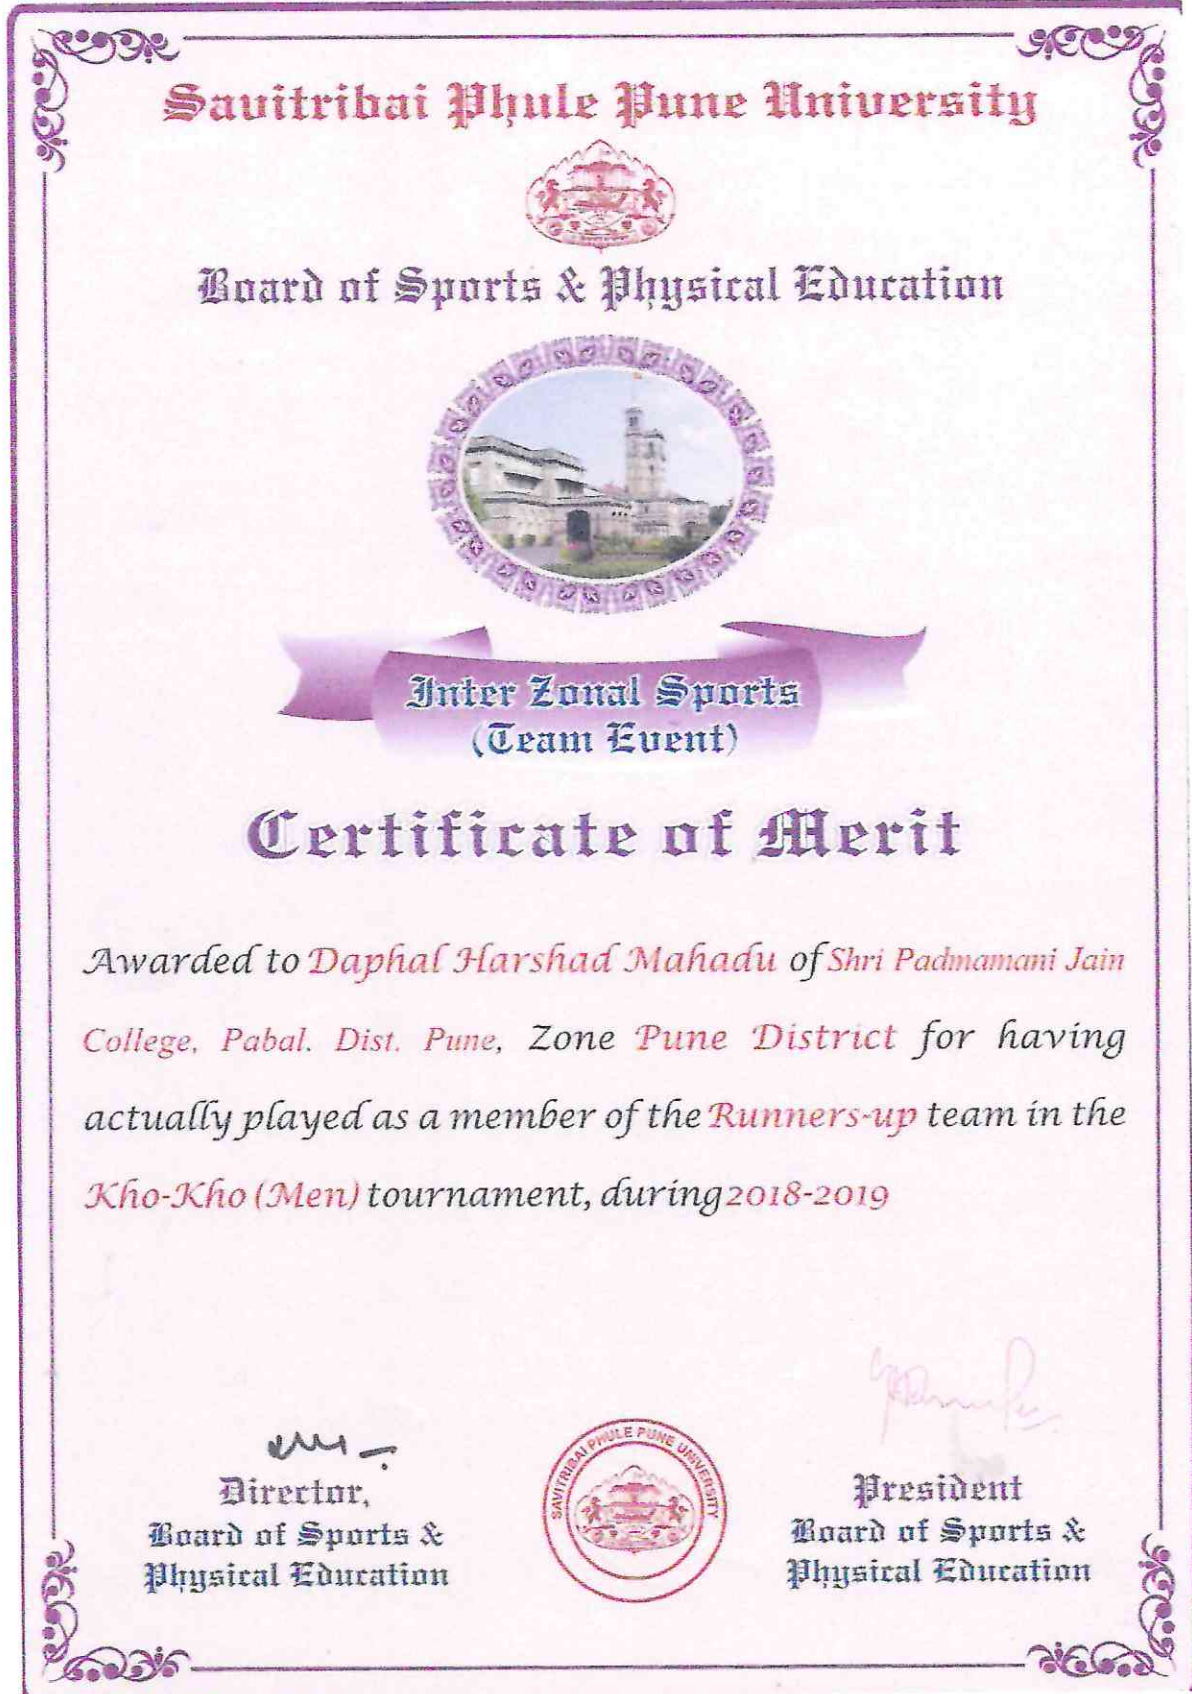 Savitribai Phule Pune University
Board of Sports & Physical Education
Inter Zonal Sports
(Team Event)
Certificate of Merit
Awarded to Daphal Harshad Mahadu of Shri Padmamani Jain
College, Pabal. Dist. Pune, Zone Pune District for having
actually played as a member of the Runners-up team in the
Kho-Kho (Men) tournament, during 2018-2019
Director,
Board of Sports &
Physical Education
SAVITRIBAI PHULE PUNE UNIVERSITY
President
Board of Sports &
Physical Education